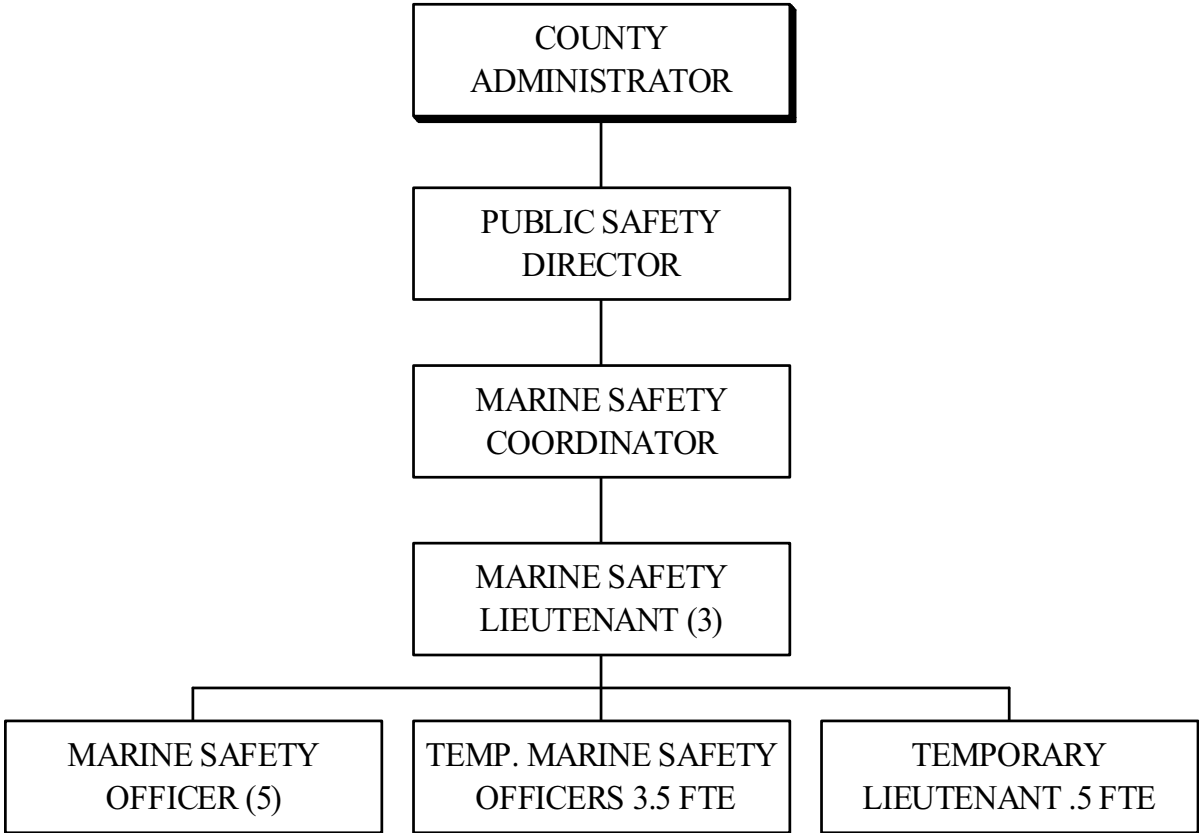 COUNTY
ADMINISTRATOR
PUBLIC SAFETY
DIRECTOR
MARINE SAFETY
COORDINATOR
MARINE SAFETY
LIEUTENANT (3)
MARINE SAFETY
OFFICER (5)
TEMP. MARINE SAFETY
OFFICERS 3.5 FTE
TEMPORARY
LIEUTENANT .5 FTE